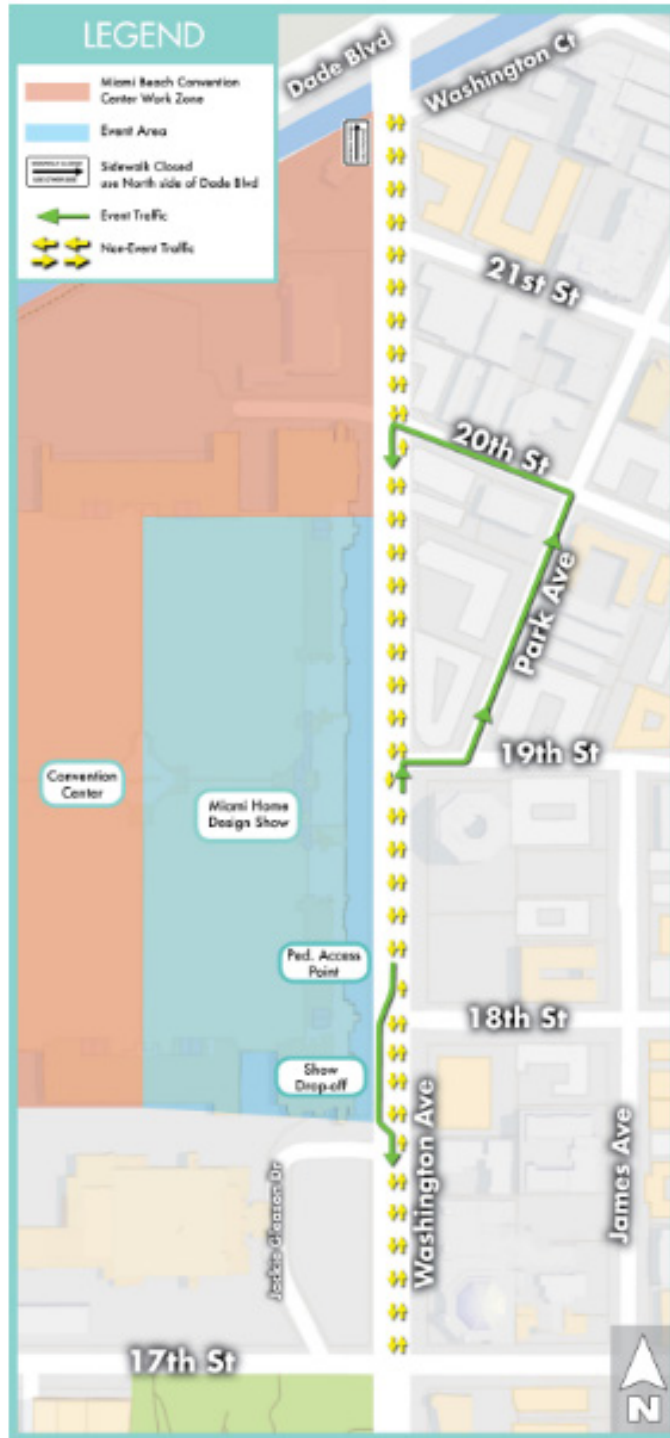 LEGEND
Miami Beach Convention
Center Work Zone
Event Area
Sidewalk Closed
use North side of Dade Blvd
Event Traffic
Non-Event Traffic
Dade Blvd
Washington Ct
21st St
20th St
Park Ave
19th St
Convention
Center
Miami Home
Design Show
Ped. Access
Point
18th St
Show
Drop-off
Washington Ave
James Ave
Jackie Gleason Dr
17th St
N